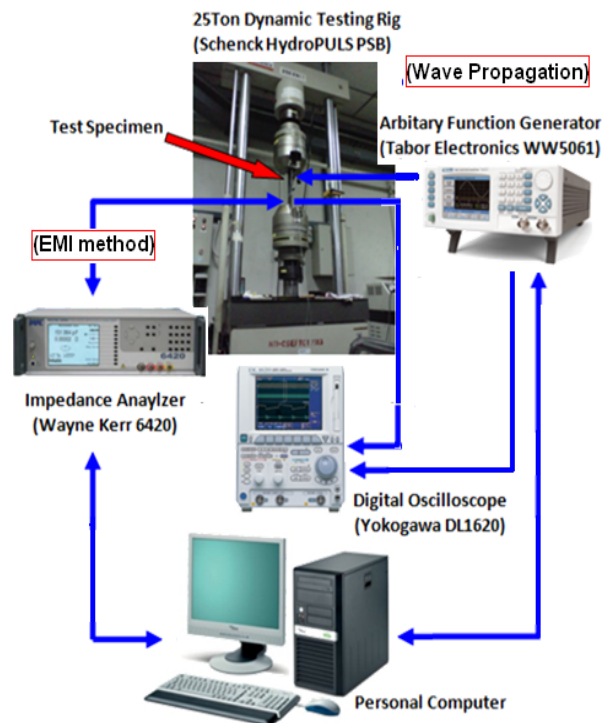 25Ton Dynamic Testing Rig
(Schenck HydroPULS PSB)
(Wave Propagation)
Test Specimen
Arbitary Function Generator
(Tabor Electronics WW5061)
(EMI method)
6420
Impedance Anaylzer
(Wayne Kerr 6420)
Digital Oscilloscope
(Yokogawa DL1620)
Personal Computer